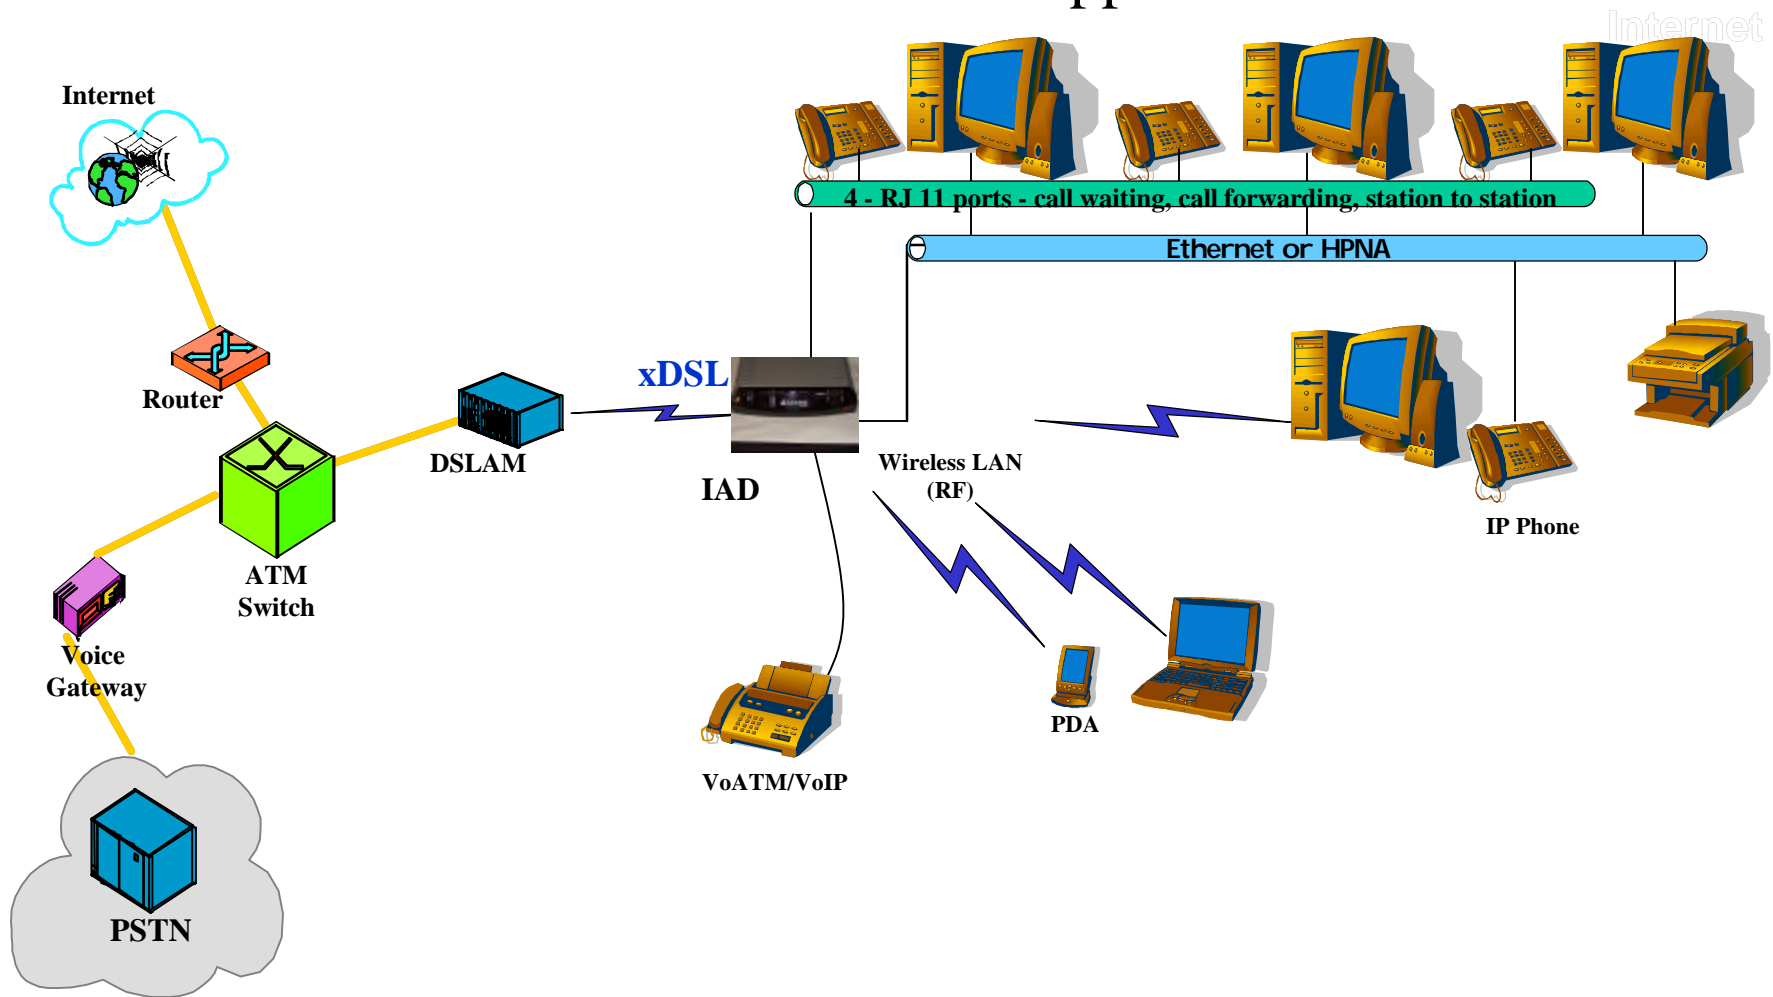 Internet
Internet
4 - RJ 11 ports - call waiting, call forwarding, station to station
Ethernet or HPNA
Router
xDSL
DSLAM
IAD
Wireless LAN
(RF)
IP Phone
ATM
Switch
Voice
Gateway
PDA
VoATM/VoIP
PSTN